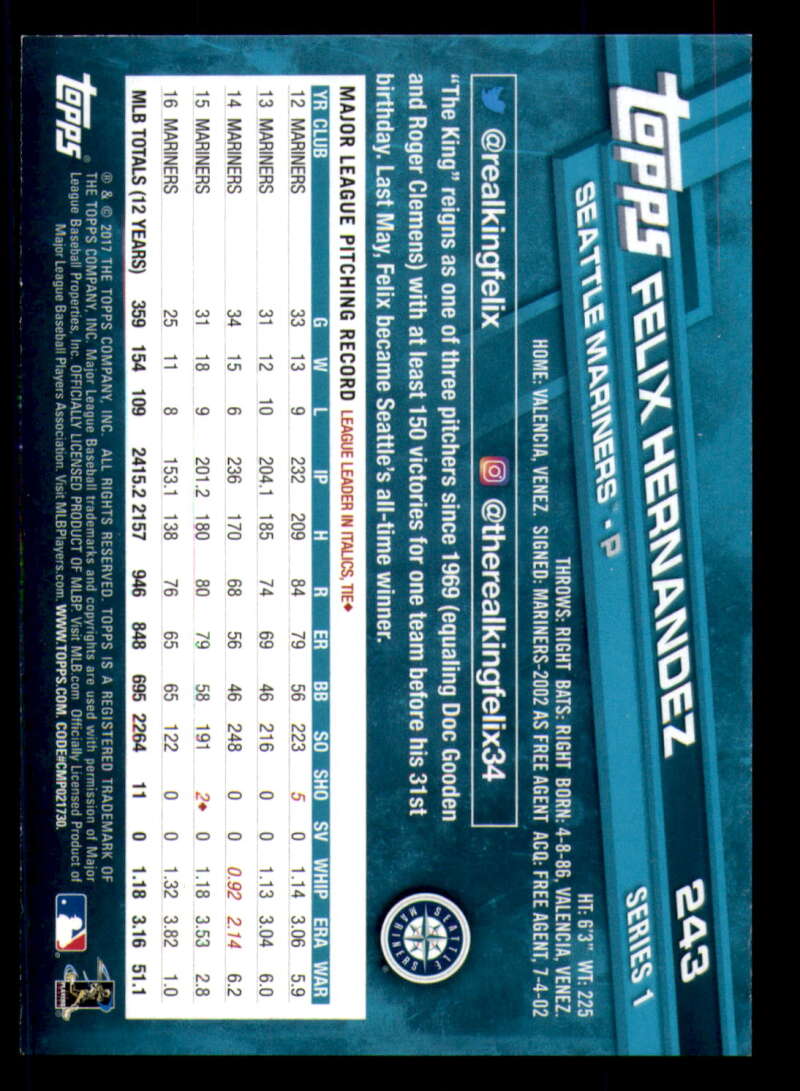 topps FELIX HERNANDEZ 243
SEATTLE MARINERS • P SERIES 1
HT: 6'3" WT: 225
THROWS: RIGHT BATS: RIGHT BORN: 4-8-86, VALENCIA, VENEZ.
HOME: VALENCIA, VENEZ. SIGNED: MARINERS-2002 AS FREE AGENT ACQ: FREE AGENT, 7-4-02
@realkingfelix @therealkingfelix34
"The King" reigns as one of three pitchers since 1969 (equaling Doc Gooden
and Roger Clemens) with at least 150 victories for one team before his 31st
birthday. Last May, Felix became Seattle's all-time winner.
SEATTLE MARINERS
MAJOR LEAGUE PITCHING RECORD LEAGUE LEADER IN ITALICS, TIE♦
YR CLUB G W L IP H R ER BB SO SHO SV WHIP ERA WAR
12 MARINERS 33 13 9 232 209 84 79 56 223 5 0 1.14 3.06 5.9
13 MARINERS 31 12 10 204.1 185 74 69 46 216 0 0 1.13 3.04 6.0
14 MARINERS 34 15 6 236 170 68 56 46 248 0 0 0.92 2.14 6.2
15 MARINERS 31 18 9 201.2 180 80 79 58 191 2♦ 0 1.18 3.53 2.8
16 MARINERS 25 11 8 153.1 138 76 65 65 122 0 0 1.32 3.82 1.0
MLB TOTALS (12 YEARS) 359 154 109 2415.2 2157 946 848 695 2264 11 0 1.18 3.16 51.1
topps®
® & © 2017 THE TOPPS COMPANY, INC. ALL RIGHTS RESERVED. TOPPS IS A REGISTERED TRADEMARK OF
THE TOPPS COMPANY, INC. Major League Baseball trademarks and copyrights are used with permission of Major
League Baseball Properties, Inc. OFFICIALLY LICENSED PRODUCT OF MLBP. Visit MLB.com Officially Licensed Product of
Major League Baseball Players Association. Visit MLBPlayers.com. WWW.TOPPS.COM. CODE#CMP021730.